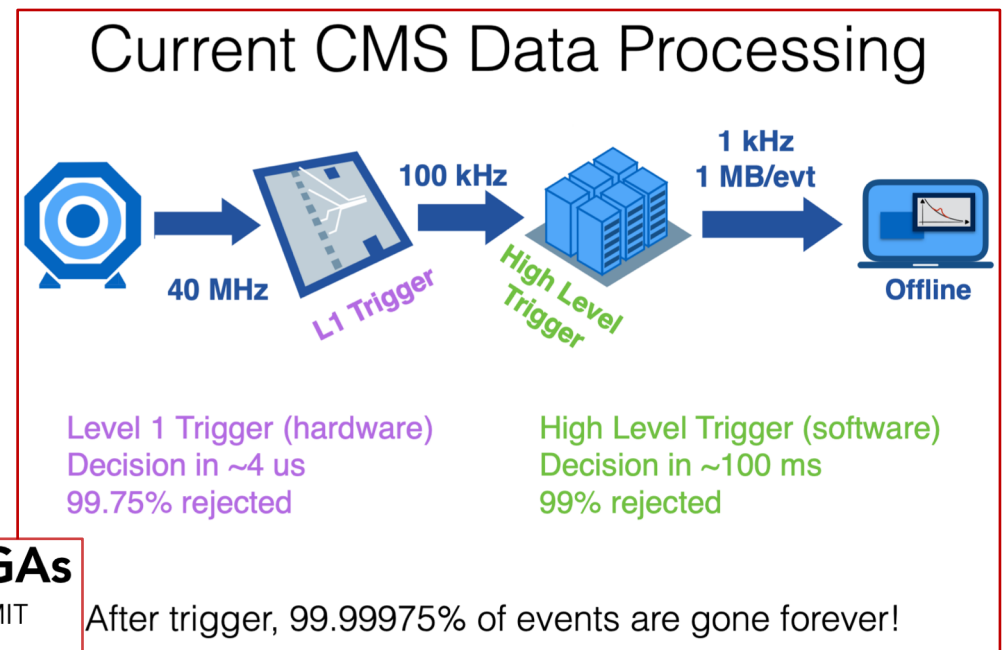 Current CMS Data Processing
40 MHz
L1 Trigger
100 kHz
High Level
Trigger
1 kHz
1 MB/evt
Offline
Level 1 Trigger (hardware)
Decision in ~4 us
99.75% rejected
High Level Trigger (software)
Decision in ~100 ms
99% rejected
GAs
MIT
After trigger, 99.99975% of events are gone forever!